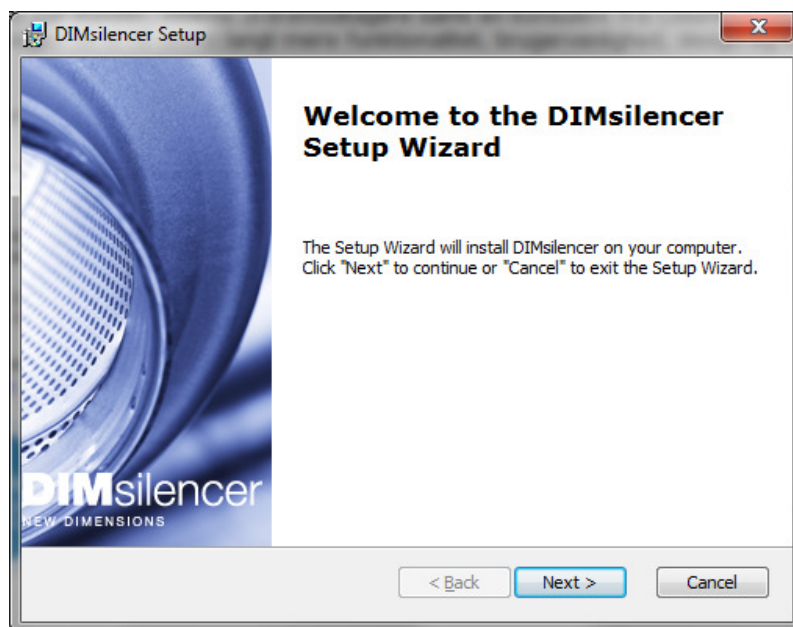 DIMsilencer Setup
Welcome to the DIMsilencer
Setup Wizard
The Setup Wizard will install DIMsilencer on your computer.
Click "Next" to continue or "Cancel" to exit the Setup Wizard.
DIMsilencer
NEW DIMENSIONS
< Back
Next >
Cancel